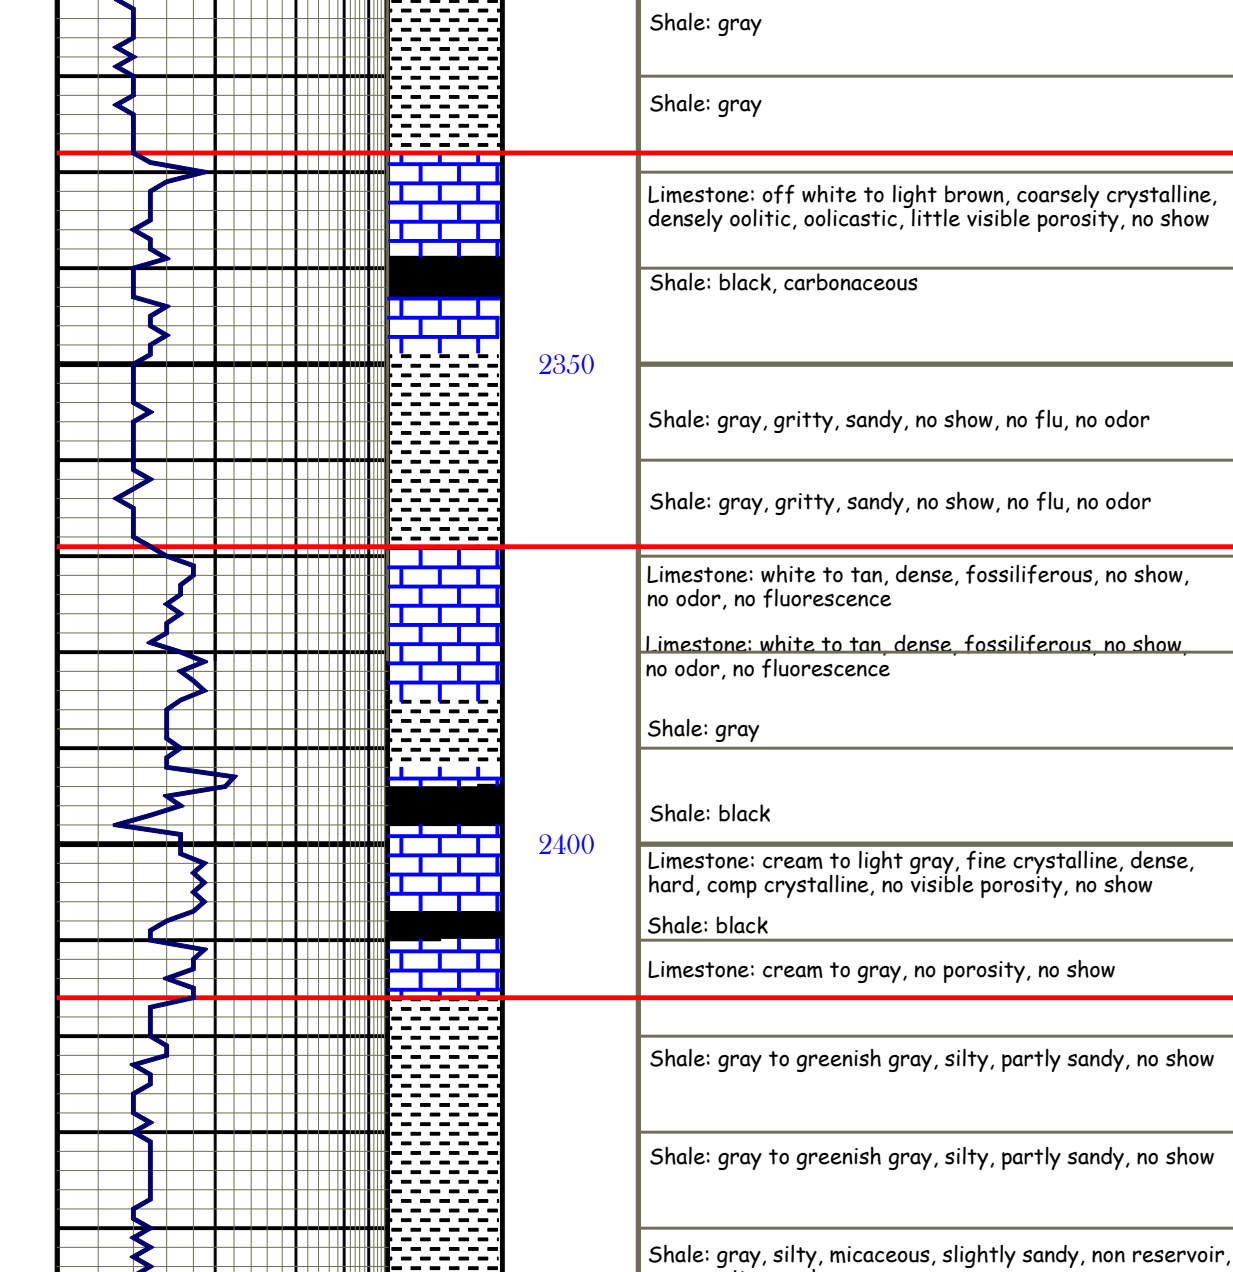 Shale: gray
Shale: gray
Limestone: off white to light brown, coarsely crystalline,
densely oolitic, oolicastic, little visible porosity, no show
Shale: black, carbonaceous
2350
Shale: gray, gritty, sandy, no show, no flu, no odor
Shale: gray, gritty, sandy, no show, no flu, no odor
Limestone: white to tan, dense, fossiliferous, no show,
no odor, no fluorescence
Limestone: white to tan, dense, fossiliferous, no show,
no odor, no fluorescence
Shale: gray
Shale: black
2400
Limestone: cream to light gray, fine crystalline, dense,
hard, comp crystalline, no visible porosity, no show
Shale: black
Limestone: cream to gray, no porosity, no show
Shale: gray to greenish gray, silty, partly sandy, no show
Shale: gray to greenish gray, silty, partly sandy, no show
Shale: gray, silty, micaceous, slightly sandy, non reservoir,